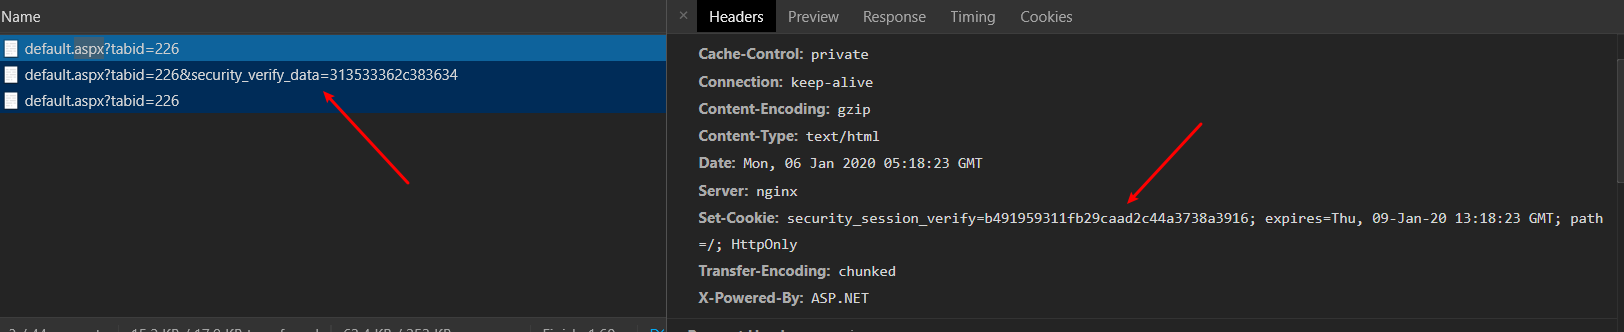 Name
default.aspx?tabid=226
default.aspx?tabid=226&security_verify_data=313533362c383634
default.aspx?tabid=226
× Headers Preview Response Timing Cookies
Cache-Control: private
Connection: keep-alive
Content-Encoding: gzip
Content-Type: text/html
Date: Mon, 06 Jan 2020 05:18:23 GMT
Server: nginx
Set-Cookie: security_session_verify=b491959311fb29caad2c44a3738a3916; expires=Thu, 09-Jan-20 13:18:23 GMT; path
=/; HttpOnly
Transfer-Encoding: chunked
X-Powered-By: ASP.NET